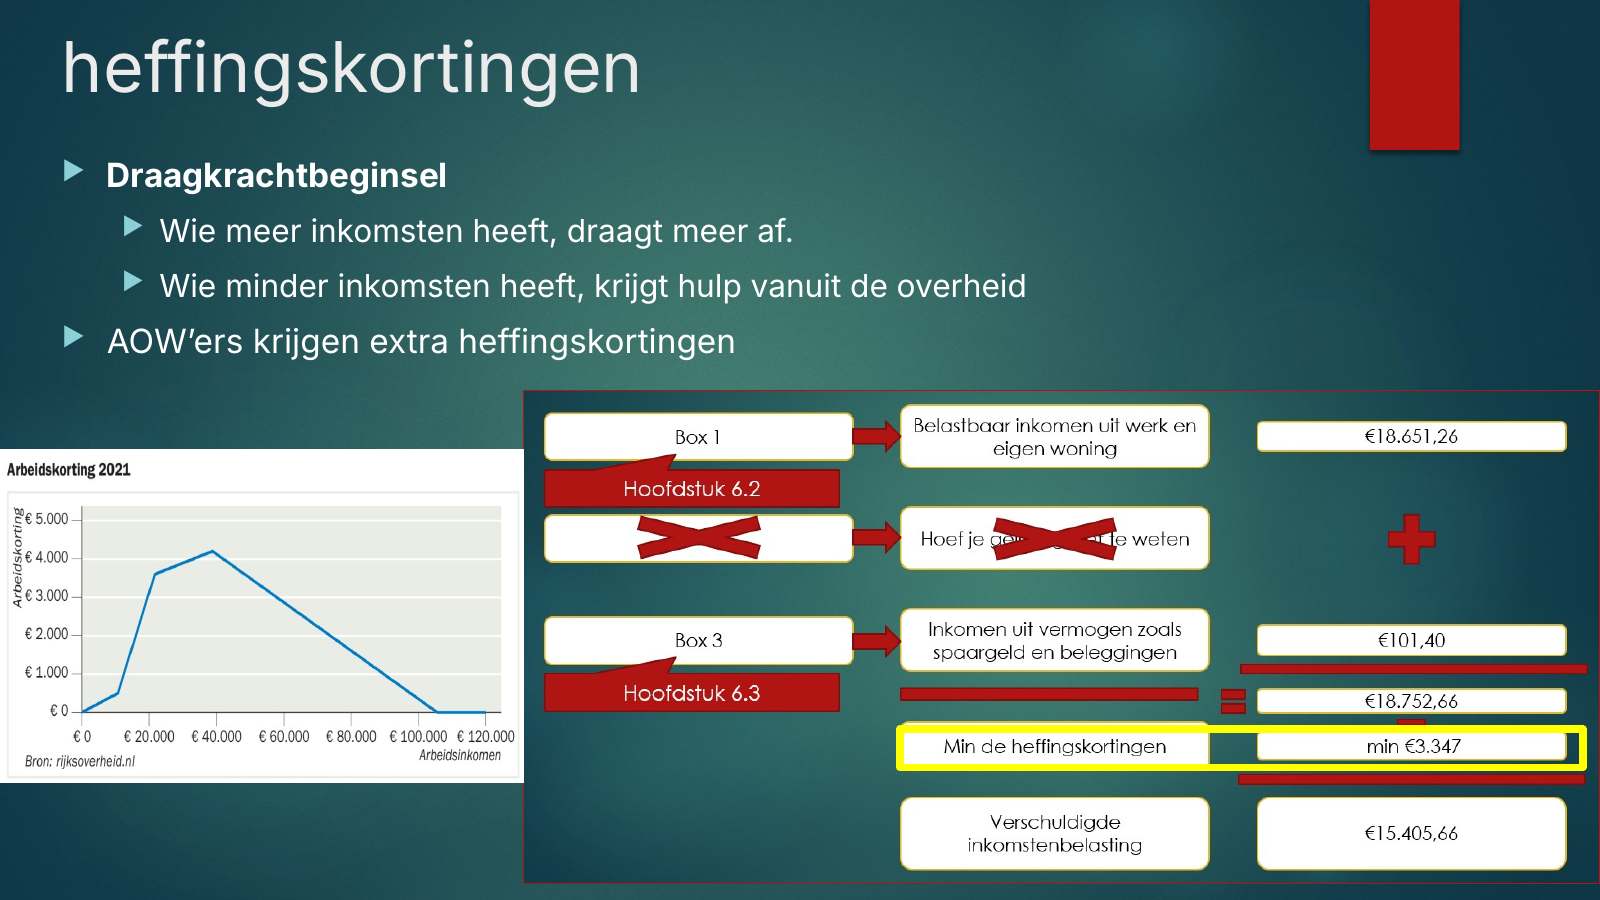 heffingskortingen
Draagkrachtbeginsel
Wie meer inkomsten heeft, draagt meer af.
Wie minder inkomsten heeft, krijgt hulp vanuit de overheid
AOW’ers krijgen extra heffingskortingen
Arbeidskorting 2021
Arbeidskorting
€ 5.000
€ 4.000
€ 3.000
€ 2.000
€ 1.000
€ 0
€ 0 € 20.000 € 40.000 € 60.000 € 80.000 € 100.000 € 120.000
Arbeidsinkomen
Bron: rijksoverheid.nl
Box 1
Belastbaar inkomen uit werk en
eigen woning
€18.651,26
Hoofdstuk 6.2
Hoef je te weten
Box 3
Inkomen uit vermogen zoals
spaargeld en beleggingen
€101,40
Hoofdstuk 6.3
€18.752,66
Min de heffingskortingen
min €3.347
Verschuldigde
inkomstenbelasting
€15.405,66